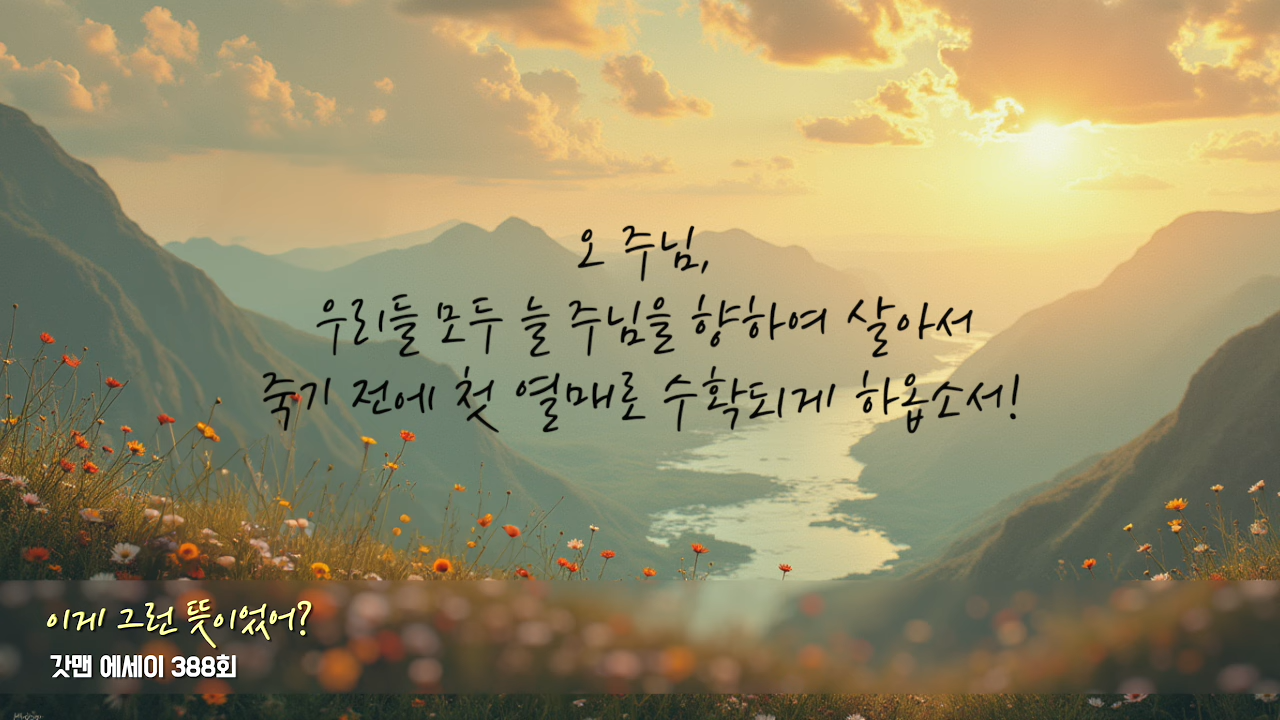 오 주님,
우리들 모두 늘 주님을 향하여 살아서
죽기 전에 첫 열매로 수확되게 하옵소서!
이게 그런 뜻이었어?
갓맨 에세이 388회